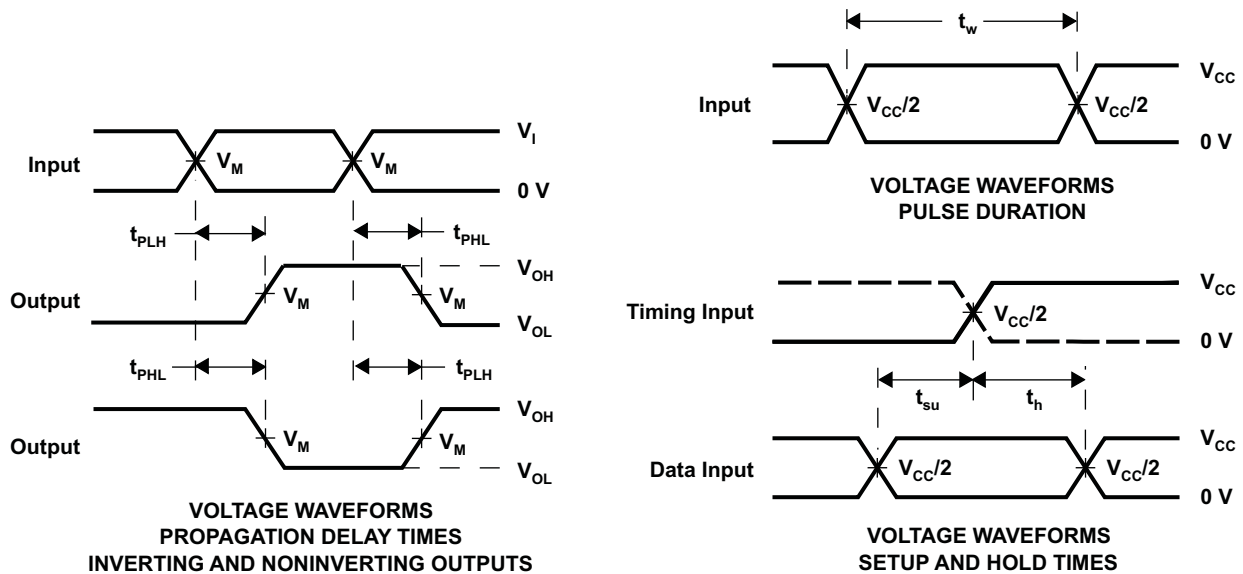 Input
V_I
V_M
V_M
0 V
t_PLH
t_PHL
Output
V_OH
V_M
V_M
V_OL
t_PHL
t_PLH
Output
V_OH
V_M
V_M
V_OL
VOLTAGE WAVEFORMS
PROPAGATION DELAY TIMES
INVERTING AND NONINVERTING OUTPUTS
t_w
Input
V_CC
V_CC/2
V_CC/2
0 V
VOLTAGE WAVEFORMS
PULSE DURATION
Timing Input
V_CC
V_CC/2
0 V
t_su
t_h
Data Input
V_CC
V_CC/2
V_CC/2
0 V
VOLTAGE WAVEFORMS
SETUP AND HOLD TIMES